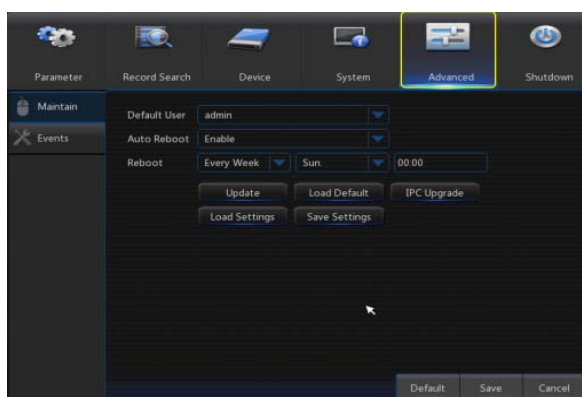 Parameter Record Search Device System Advanced Shutdown
Maintain
Events
Default User admin
Auto Reboot Enable
Reboot Every Week Sun 00:00
Update Load Default IPC Upgrade
Load Settings Save Settings
Default Save Cancel